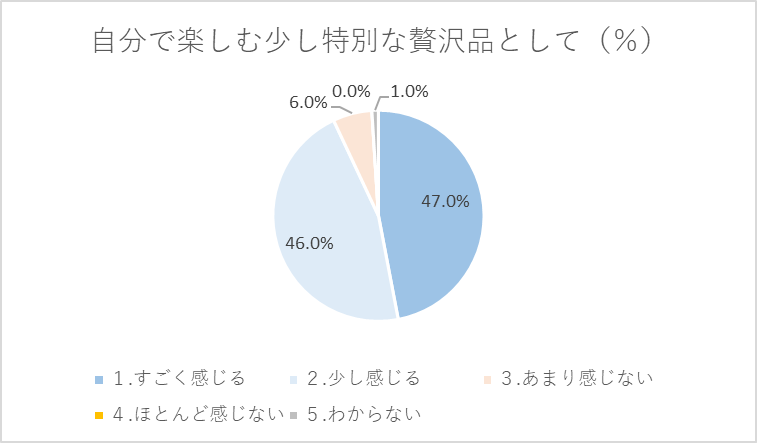 自分で楽しむ少し特別な贅沢品として（％）
0.0%
1.0%
6.0%
47.0%
46.0%
１.すごく感じる ２.少し感じる ３.あまり感じない
４.ほとんど感じない ５.わからない